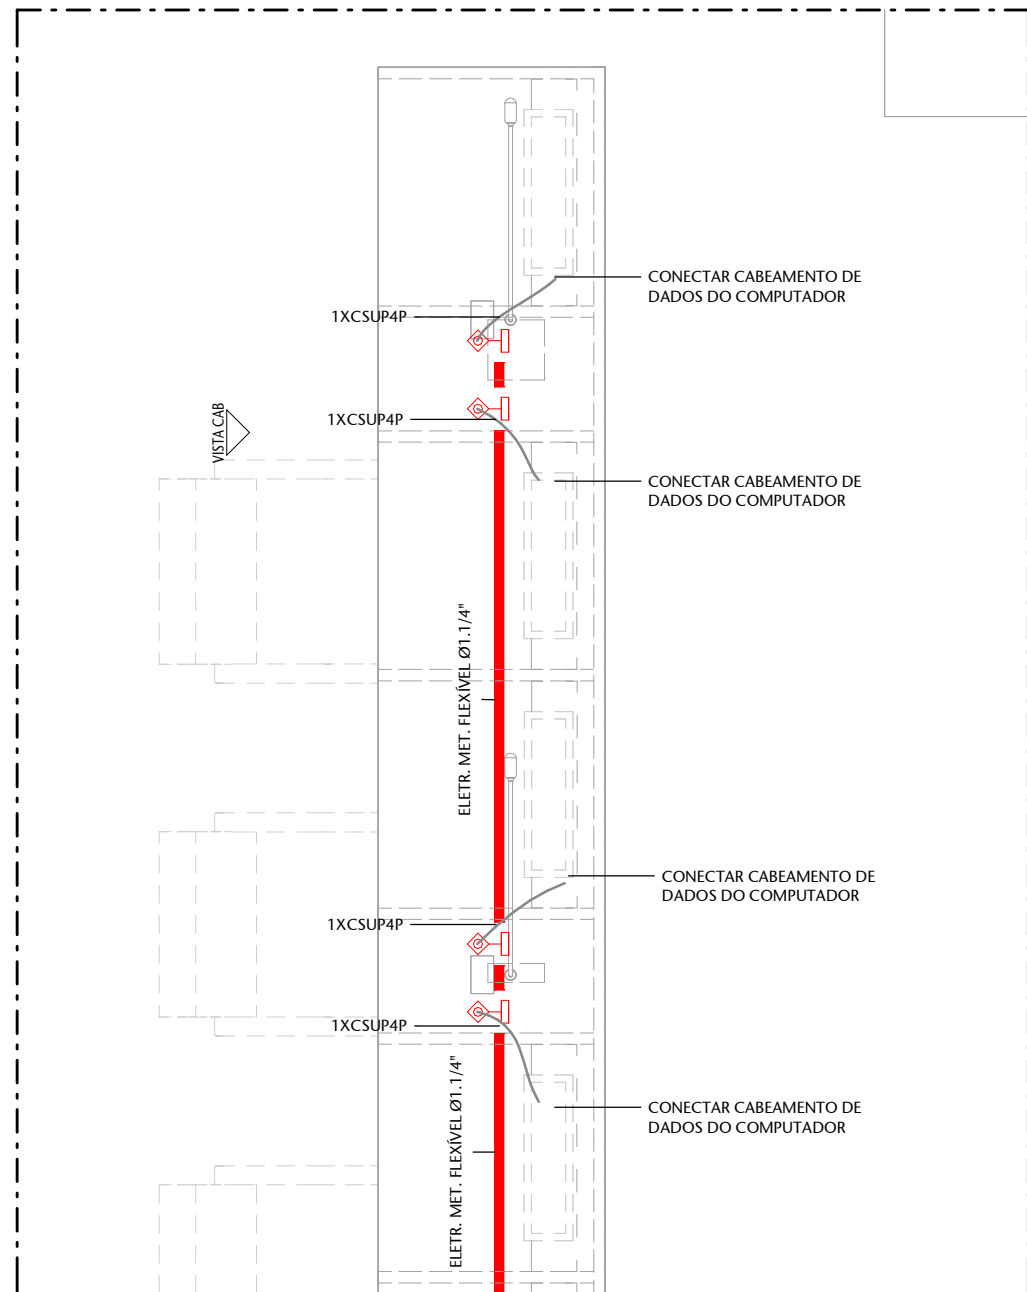 CONECTAR CABEAMENTO DE
DADOS DO COMPUTADOR
1XCSUP4P
VISTA CAB
1XCSUP4P
CONECTAR CABEAMENTO DE
DADOS DO COMPUTADOR
ELETR. MET. FLEXÍVEL Ø1.1/4"
CONECTAR CABEAMENTO DE
DADOS DO COMPUTADOR
1XCSUP4P
1XCSUP4P
ELETR. MET. FLEXÍVEL Ø1.1/4"
CONECTAR CABEAMENTO DE
DADOS DO COMPUTADOR